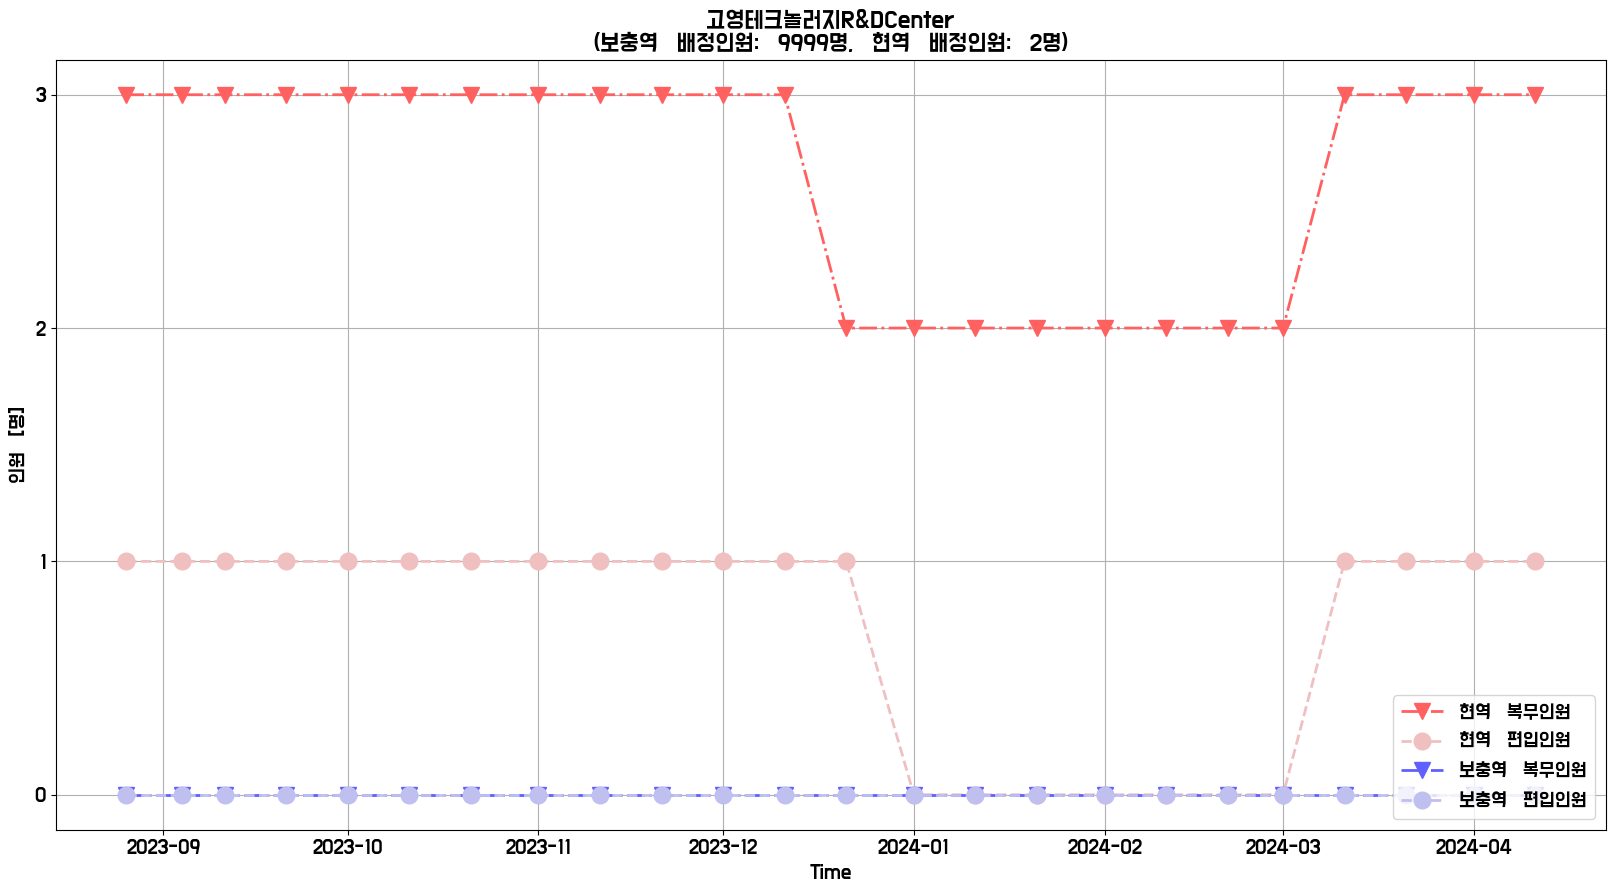 고영테크놀러지R&DCenter
(보충역 배정인원: 9999명, 현역 배정인원: 2명)
3
2
1
0
인원 [명]
현역 복무인원
현역 편입인원
보충역 복무인원
보충역 편입인원
2023-09 2023-10 2023-11 2023-12 2024-01 2024-02 2024-03 2024-04
Time